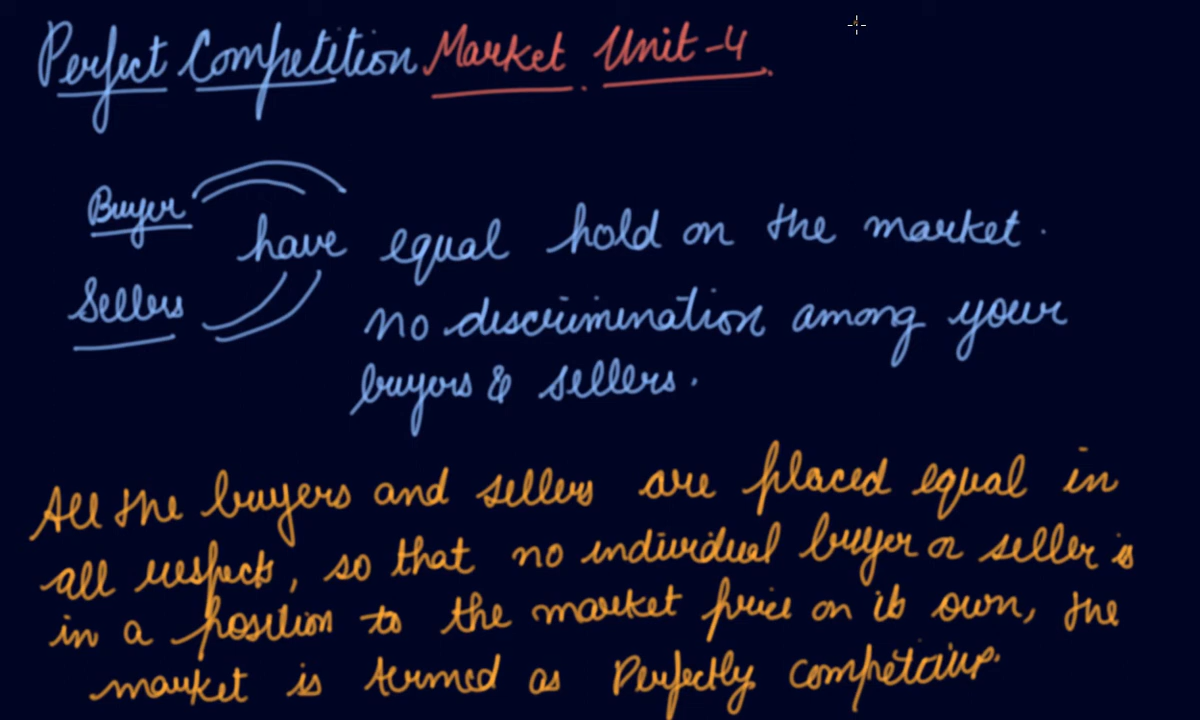 Perfect Competition Market Unit-4
Buyer
have equal hold on the market.
Sellers
no discrimination among your
buyers & sellers.
All the buyers and sellers are placed equal in
all respects, so that no individual buyer or seller is
in a position to the market price on its own, the
market is termed as Perfectly competitive.